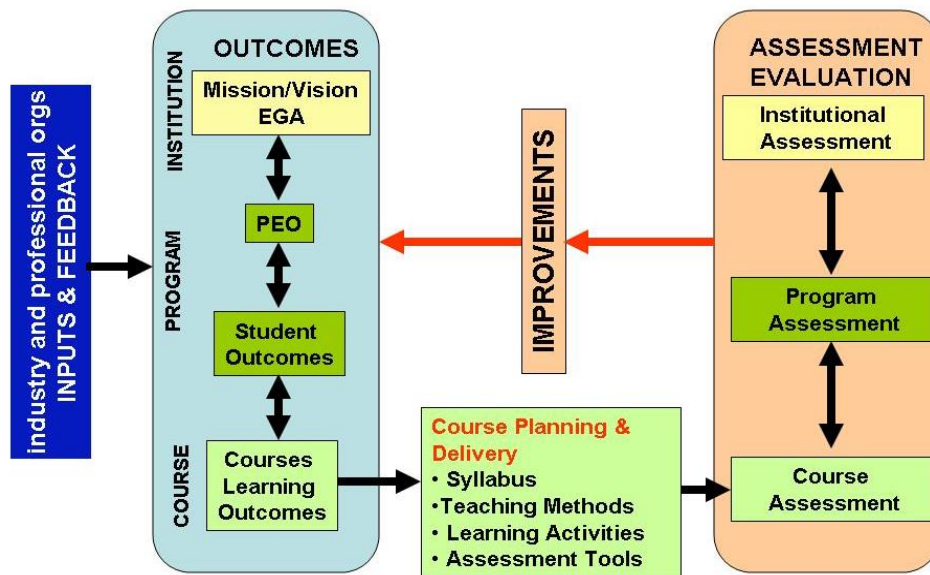 industry and professional orgs
INPUTS & FEEDBACK
INSTITUTION
PROGRAM
COURSE
OUTCOMES
Mission/Vision
EGA
PEO
Student
Outcomes
Courses
Learning
Outcomes
Course Planning &
Delivery
• Syllabus
•Teaching Methods
• Learning Activities
• Assessment Tools
IMPROVEMENTS
ASSESSMENT
EVALUATION
Institutional
Assessment
Program
Assessment
Course
Assessment